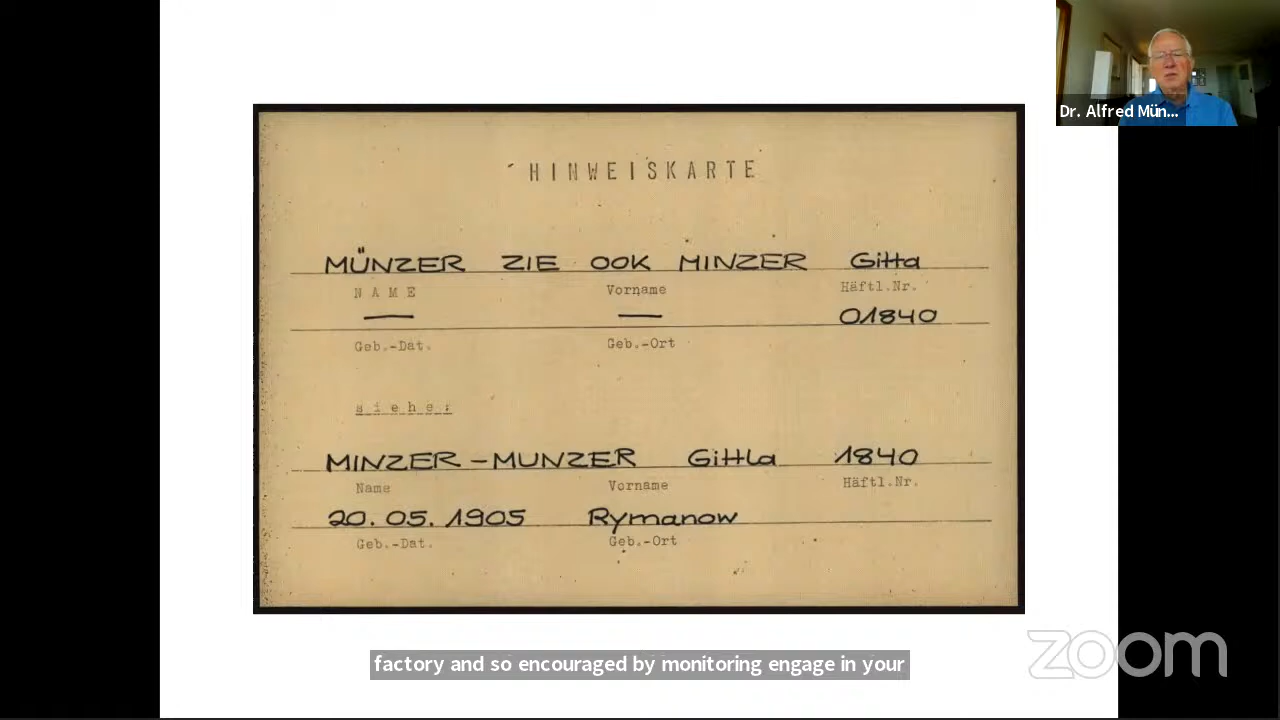 Dr. Alfred Mün...
HINWEISKARTE
MÜNZER ZIE OOK MINZER Gitta
NAME Vorname Häftl.Nr.
— — 01840
Geb.-Dat. Geb.-Ort
siehe:
MINZER-MUNZER Gittla 1840
Name Vorname Häftl.Nr.
20. 05. 1905 Rymanow
Geb.-Dat. Geb.-Ort
factory and so encouraged by monitoring engage in your
zoom